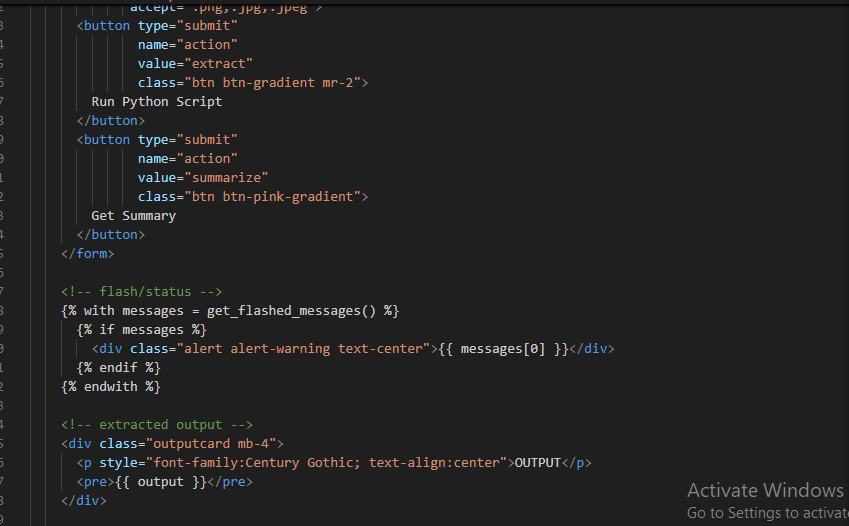 accept=".png,.jpg,.jpeg">
<button type="submit"
name="action"
value="extract"
class="btn btn-gradient mr-2">
Run Python Script
</button>
<button type="submit"
name="action"
value="summarize"
class="btn btn-pink-gradient">
Get Summary
</button>
</form>
<!-- flash/status -->
{% with messages = get_flashed_messages() %}
{% if messages %}
<div class="alert alert-warning text-center">{{ messages[0] }}</div>
{% endif %}
{% endwith %}
<!-- extracted output -->
<div class="outputcard mb-4">
<p style="font-family:Century Gothic; text-align:center">OUTPUT</p>
<pre>{{ output }}</pre>
</div>
Activate Windows
Go to Settings to activat